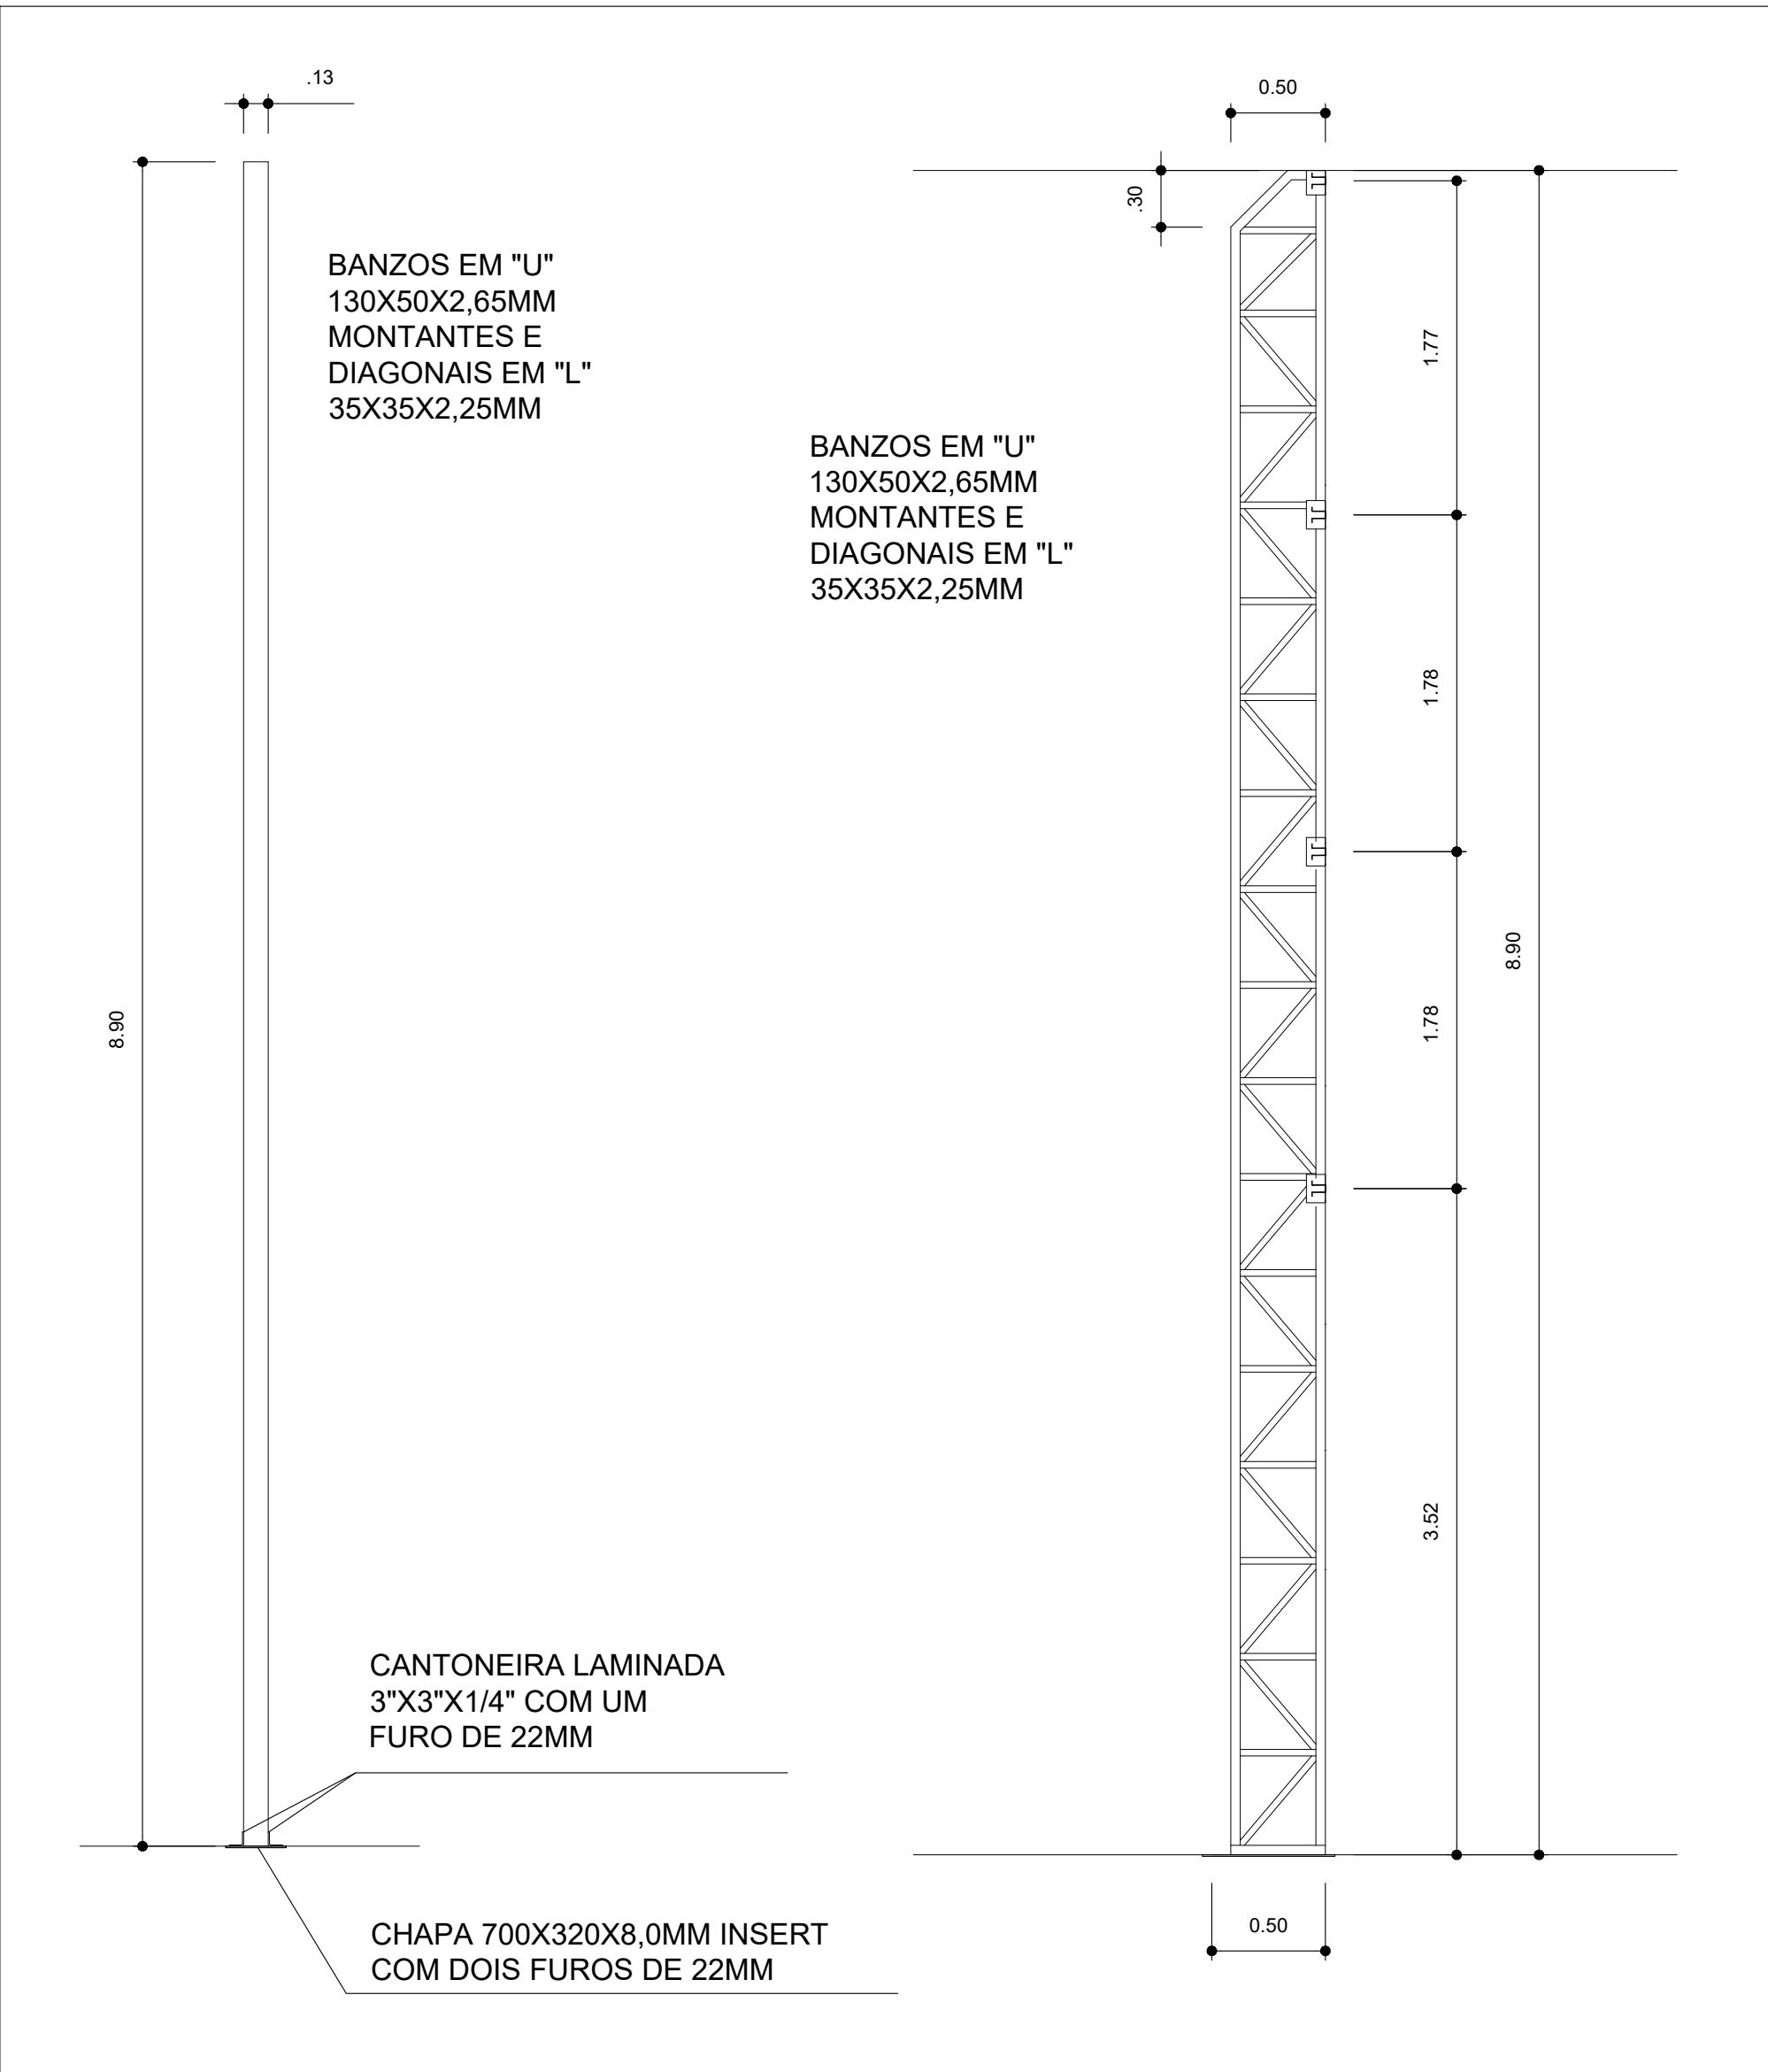 .13
0.50
.30
BANZOS EM "U"
130X50X2,65MM
MONTANTES E
DIAGONAIS EM "L"
35X35X2,25MM
1.77
BANZOS EM "U"
130X50X2,65MM
MONTANTES E
DIAGONAIS EM "L"
35X35X2,25MM
1.78
8.90
8.90
1.78
3.52
CANTONEIRA LAMINADA
3"X3"X1/4" COM UM
FURO DE 22MM
CHAPA 700X320X8,0MM INSERT
COM DOIS FUROS DE 22MM
0.50